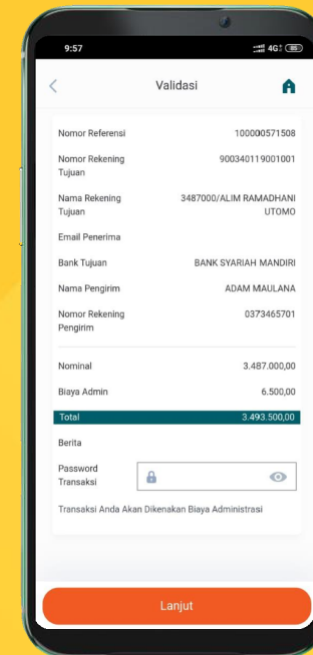 9:57
4G
85
Validasi
Nomor Referensi 100000571508
Nomor Rekening 900340119001001
Tujuan
Nama Rekening 3487000/ALIM RAMADHANI
Tujuan UTOMO
Email Penerima
Bank Tujuan BANK SYARIAH MANDIRI
Nama Pengirim ADAM MAULANA
Nomor Rekening 0373465701
Pengirim
Nominal 3.487.000,00
Biaya Admin 6.500,00
Total 3.493.500,00
Berita
Password
Transaksi
Transaksi Anda Akan Dikenakan Biaya Administrasi
Lanjut